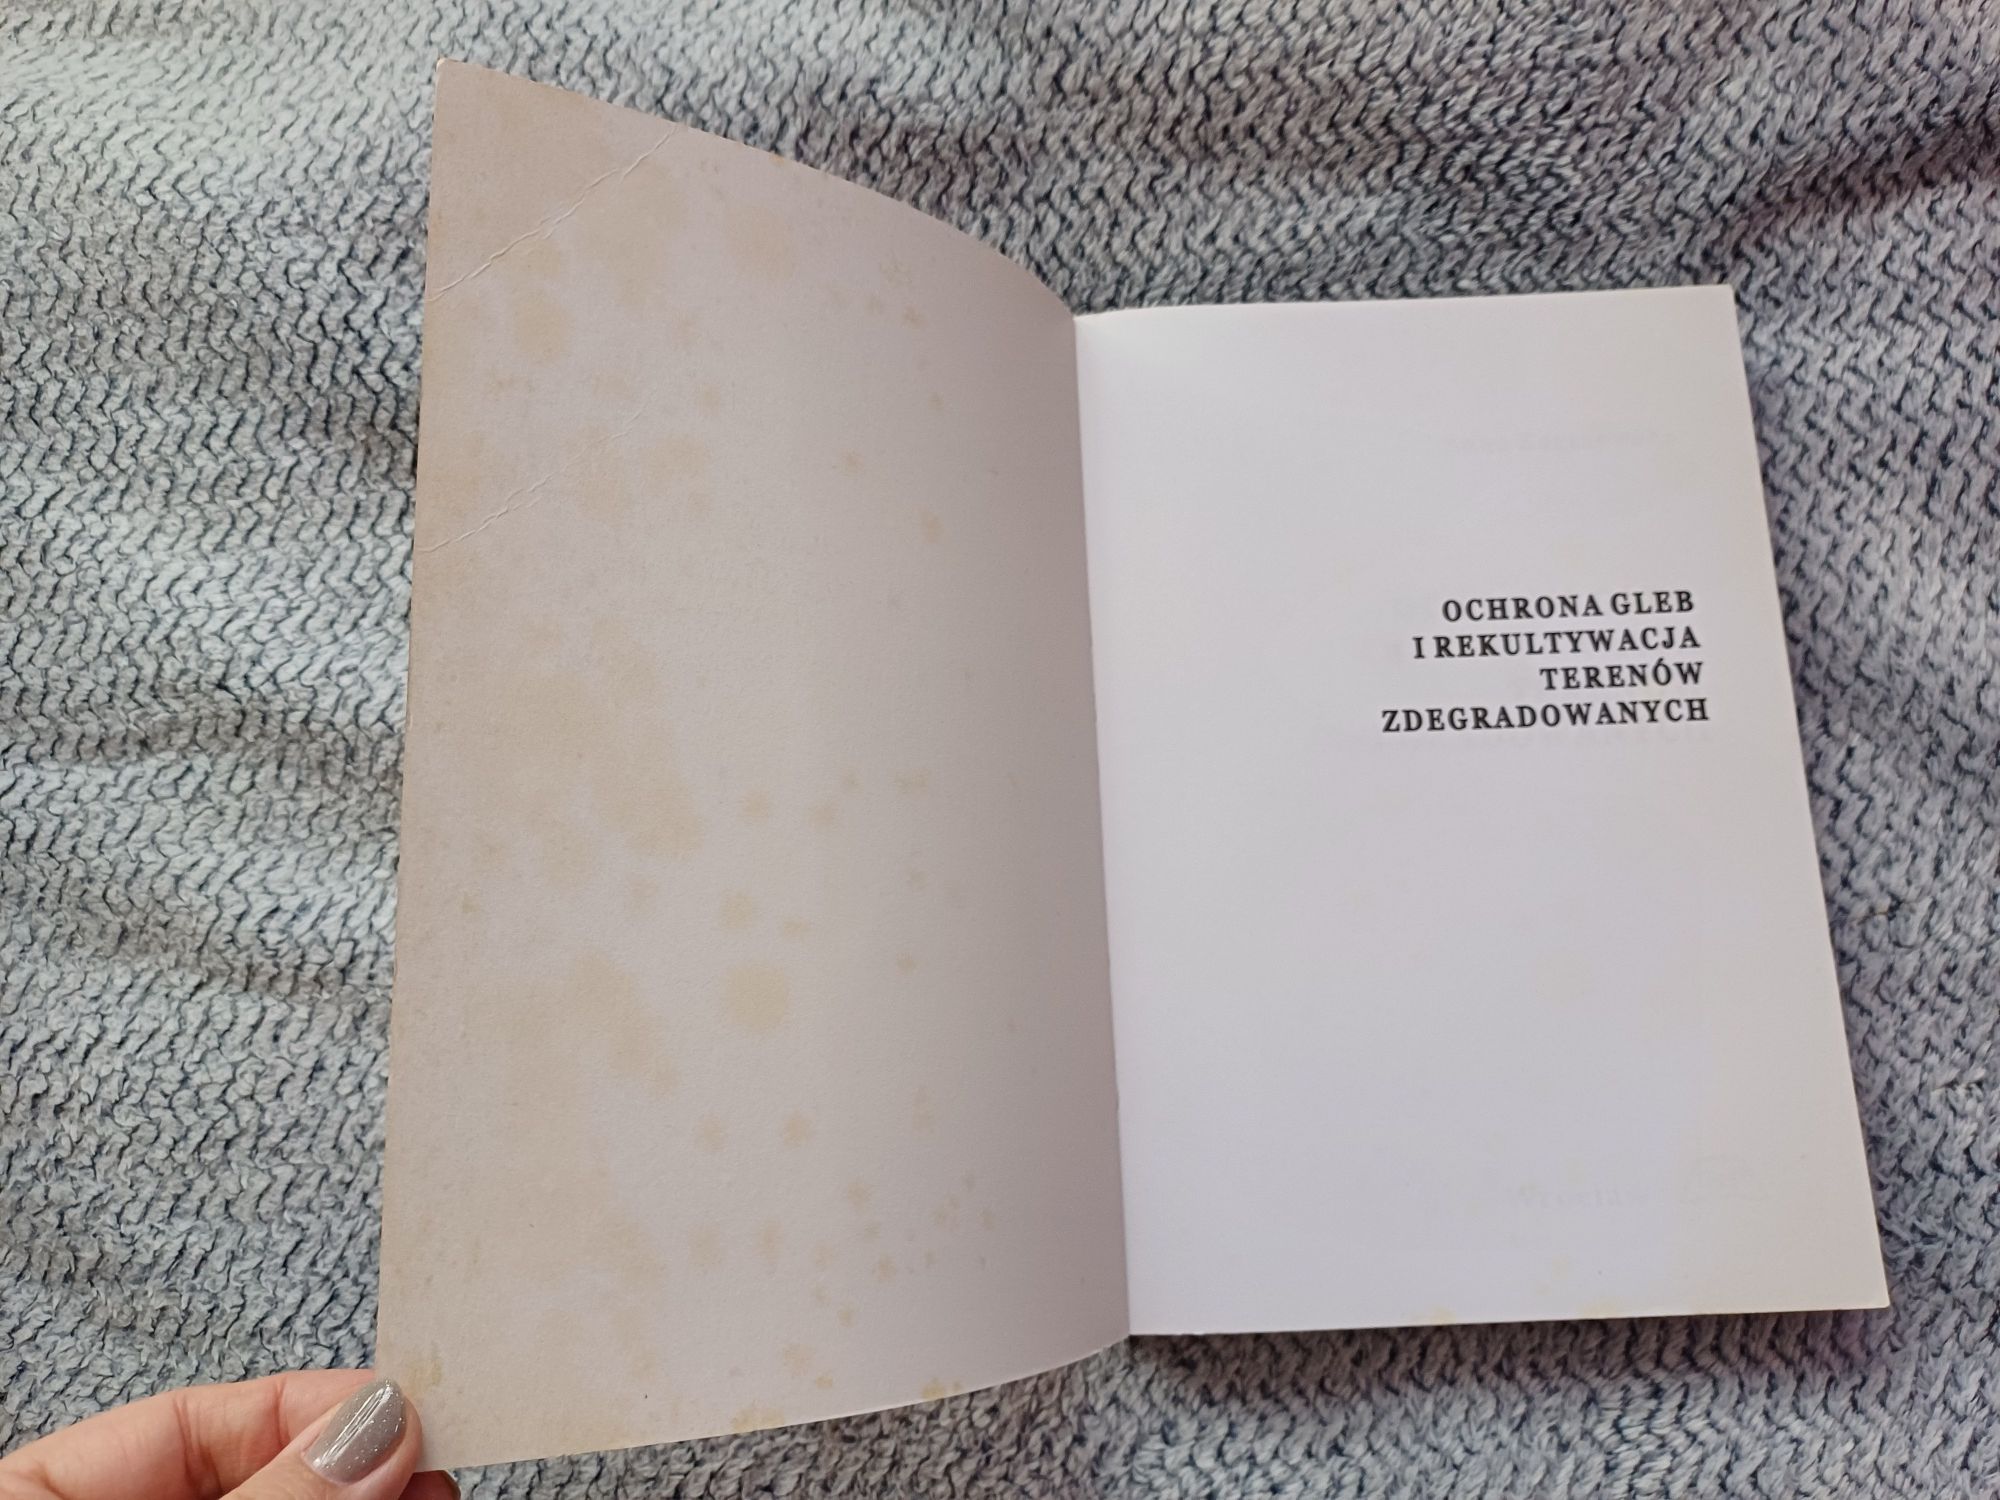 OCHRONA GLEB
I REKULTYWACJA
TERENÓW
ZDEGRADOWANYCH